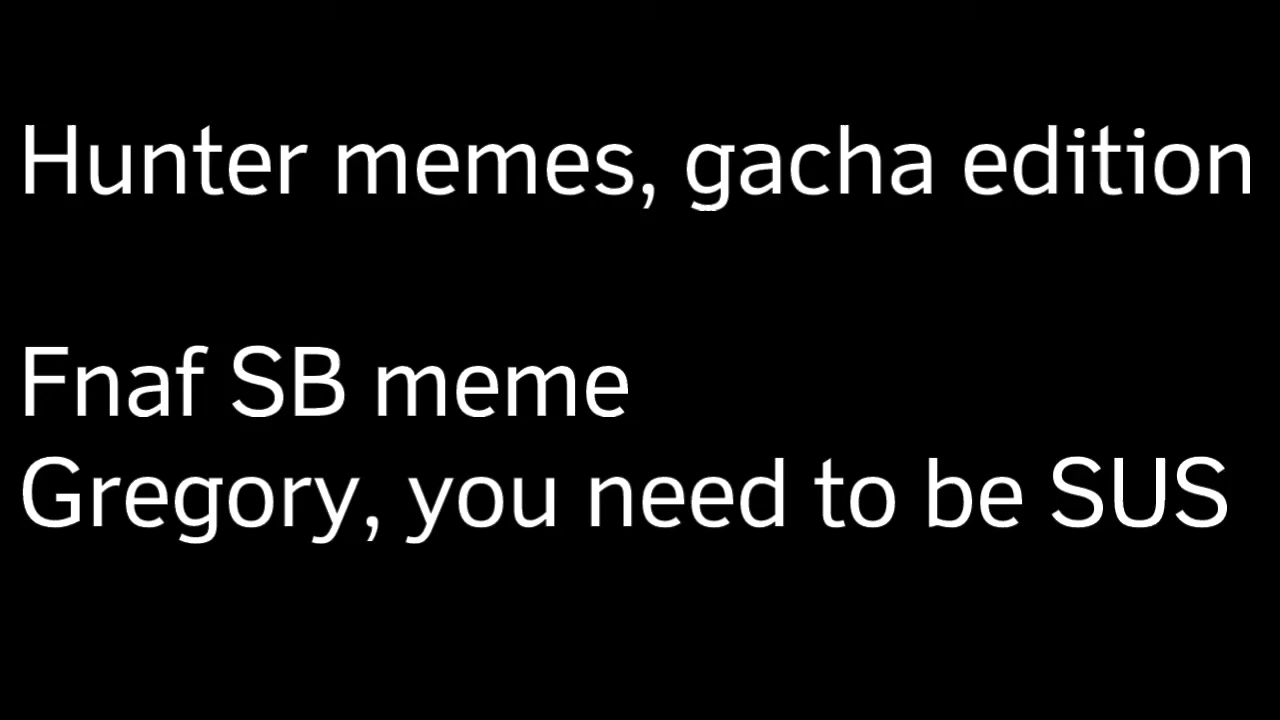 Hunter memes, gacha edition
Fnaf SB meme
Gregory, you need to be SUS